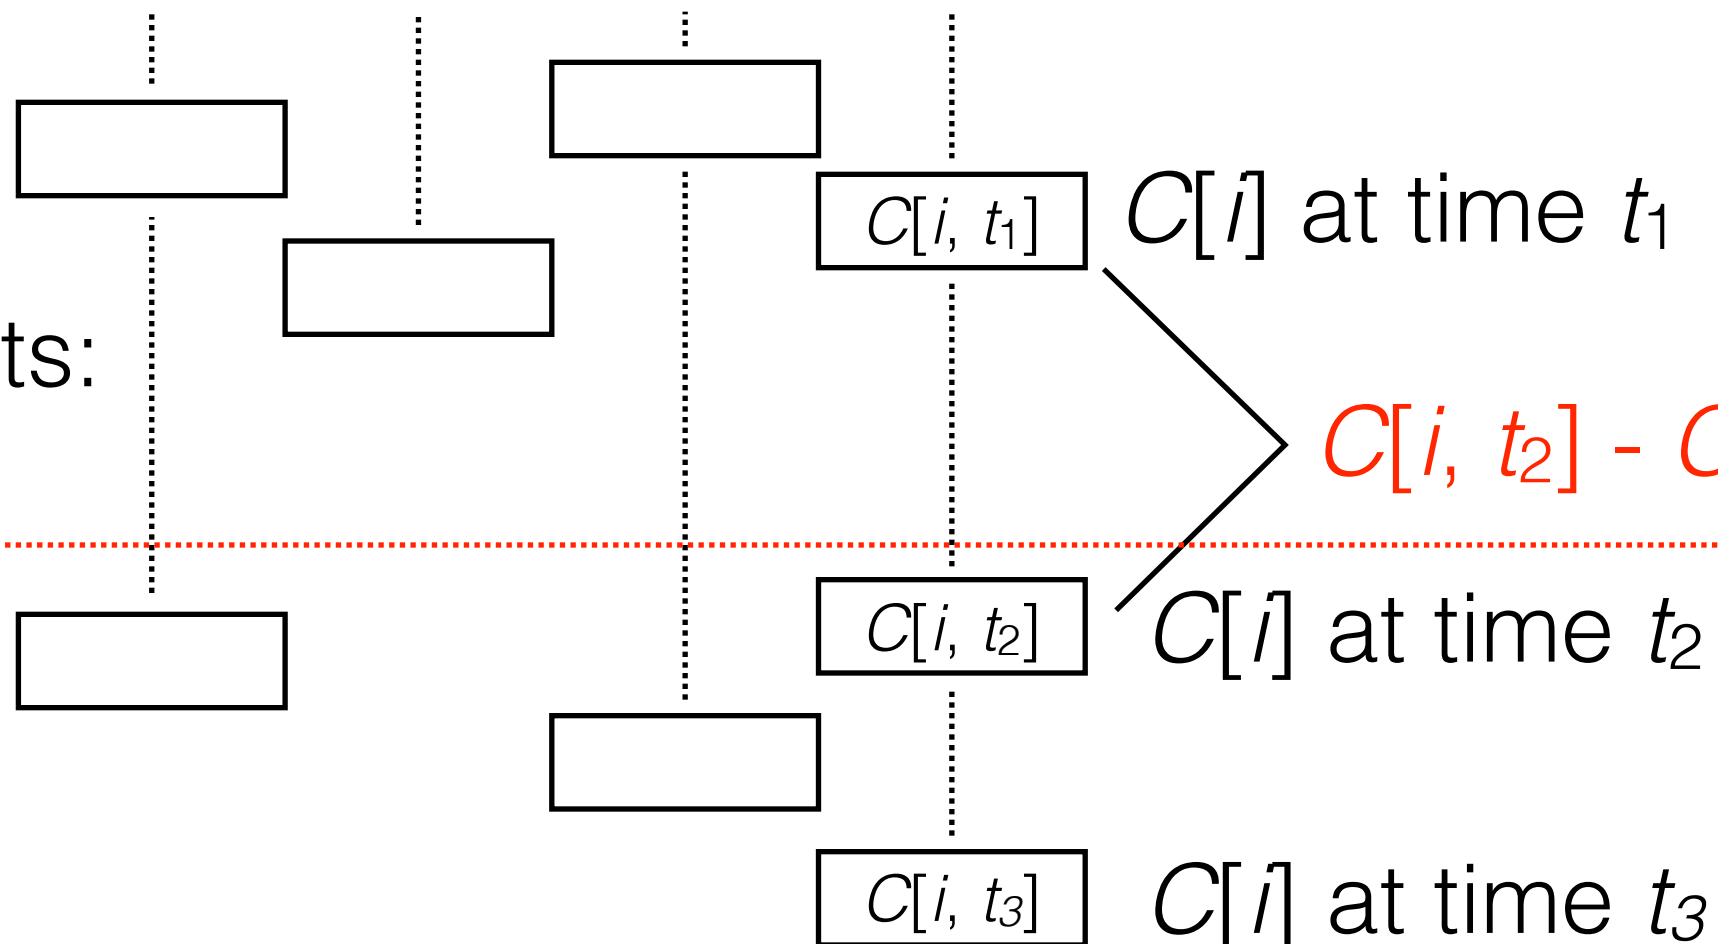 C[i, t₁] C[i] at time t₁
ts:
C[i, t₂] - C
C[i, t₂] C[i] at time t₂
C[i, t₃] C[i] at time t₃